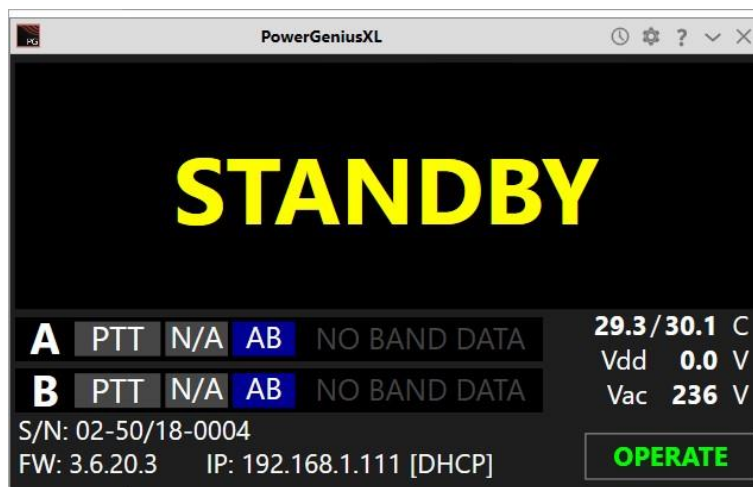 PG PowerGeniusXL ?
STANDBY
A PTT N/A AB NO BAND DATA
B PTT N/A AB NO BAND DATA
29.3/30.1 C
Vdd 0.0 V
Vac 236 V
S/N: 02-50/18-0004
FW: 3.6.20.3 IP: 192.168.1.111 [DHCP]
OPERATE